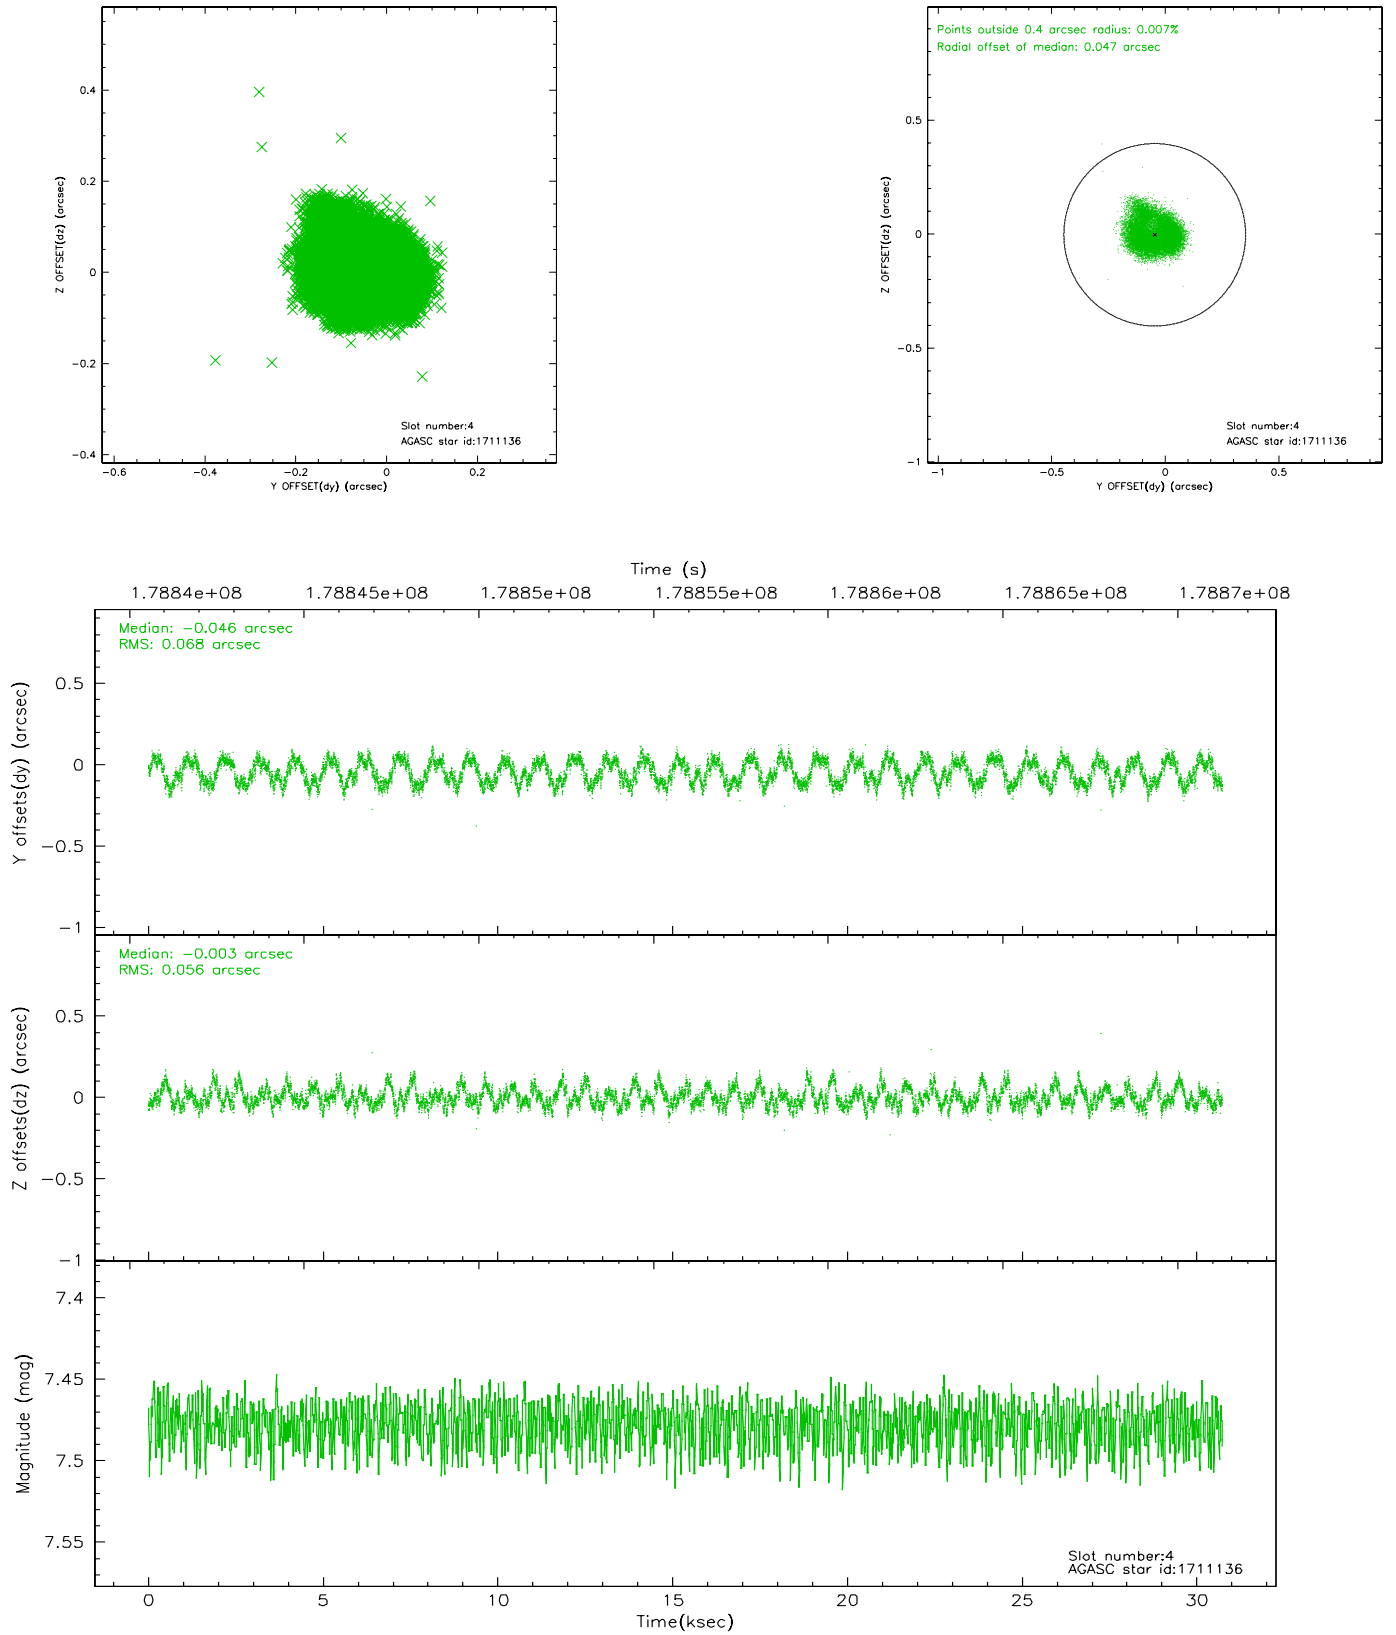 0.4
0.2
0
-0.2
-0.4
Z OFFSET(dz) (arcsec)
Slot number:4
AGASC star id:1711136
-0.6 -0.4 -0.2 0 0.2
Y OFFSET(dy) (arcsec)
Points outside 0.4 arcsec radius: 0.007%
Radial offset of median: 0.047 arcsec
0.5
0
-0.5
-1
Z OFFSET(dz) (arcsec)
Slot number:4
AGASC star id:1711136
-1 -0.5 0 0.5
Y OFFSET(dy) (arcsec)
Time (s)
1.7884e+08 1.78845e+08 1.7885e+08 1.78855e+08 1.7886e+08 1.78865e+08 1.7887e+08
Median: -0.046 arcsec
RMS: 0.068 arcsec
0.5
0
-0.5
-1
Y offsets(dy) (arcsec)
Median: -0.003 arcsec
RMS: 0.056 arcsec
0.5
0
-0.5
-1
Z offsets(dz) (arcsec)
7.4
7.45
7.5
7.55
Magnitude (mag)
Slot number:4
AGASC star id:1711136
0 5 10 15 20 25 30
Time(ksec)